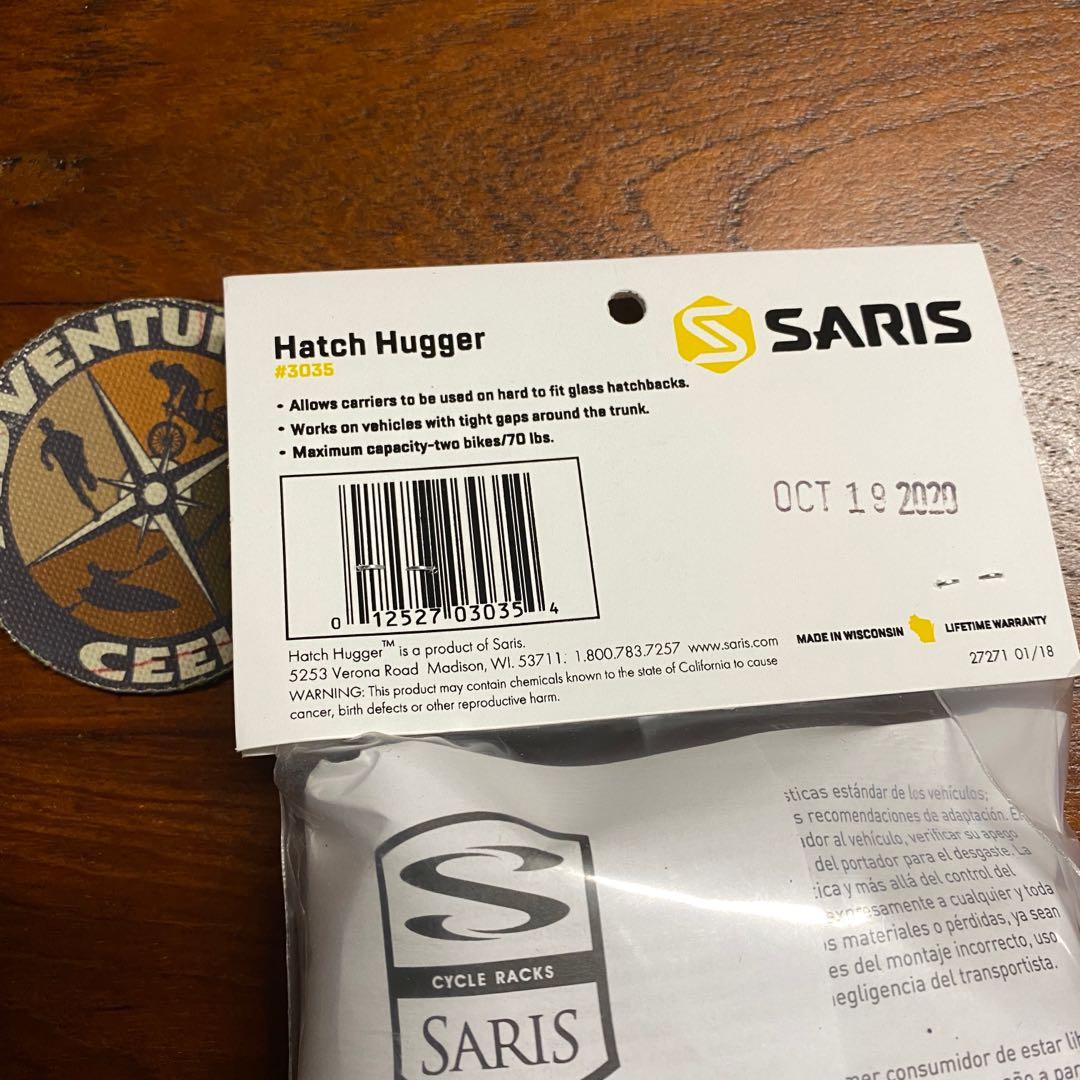 Hatch Hugger
#3035
SARIS
• Allows carriers to be used on hard to fit glass hatchbacks.
• Works on vehicles with tight gaps around the trunk.
• Maximum capacity-two bikes/70 lbs.
OCT 19 2020
0 12527 03035 4
Hatch Hugger™ is a product of Saris.
5253 Verona Road Madison, WI. 53711: 1.800.783.7257 www.saris.com
WARNING: This product may contain chemicals known to the state of California to cause
cancer, birth defects or other reproductive harm.
MADE IN WISCONSIN LIFETIME WARRANTY
27271 01/18
VENTU
CEE
S
CYCLE RACKS
SARIS
sticas estándar de los vehículos;
s recomendaciones de adaptación. E
dor al vehículo, verificar su apego
del portador para el desgaste. La
ica y más allá del control del
expresamente a cualquier y toda
s materiales o pérdidas, ya sean
es del montaje incorrecto, uso
negligencia del transportista.
mer consumidor de estar lib
a par